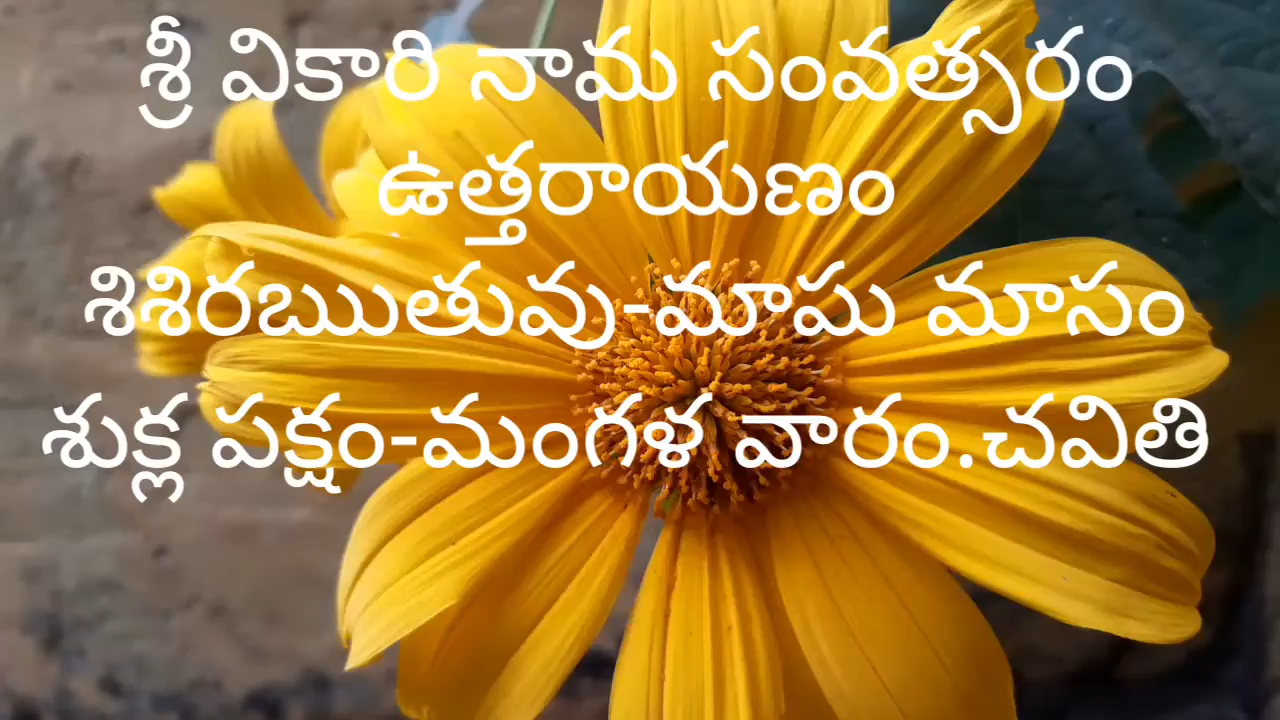 శ్రీ వికారి నామ సంవత్సరం
ఉత్తరాయణం
శిశిరఋతువు-మాపు మాసం
శుక్ల పక్షం-మంగళ వారం.చవితి